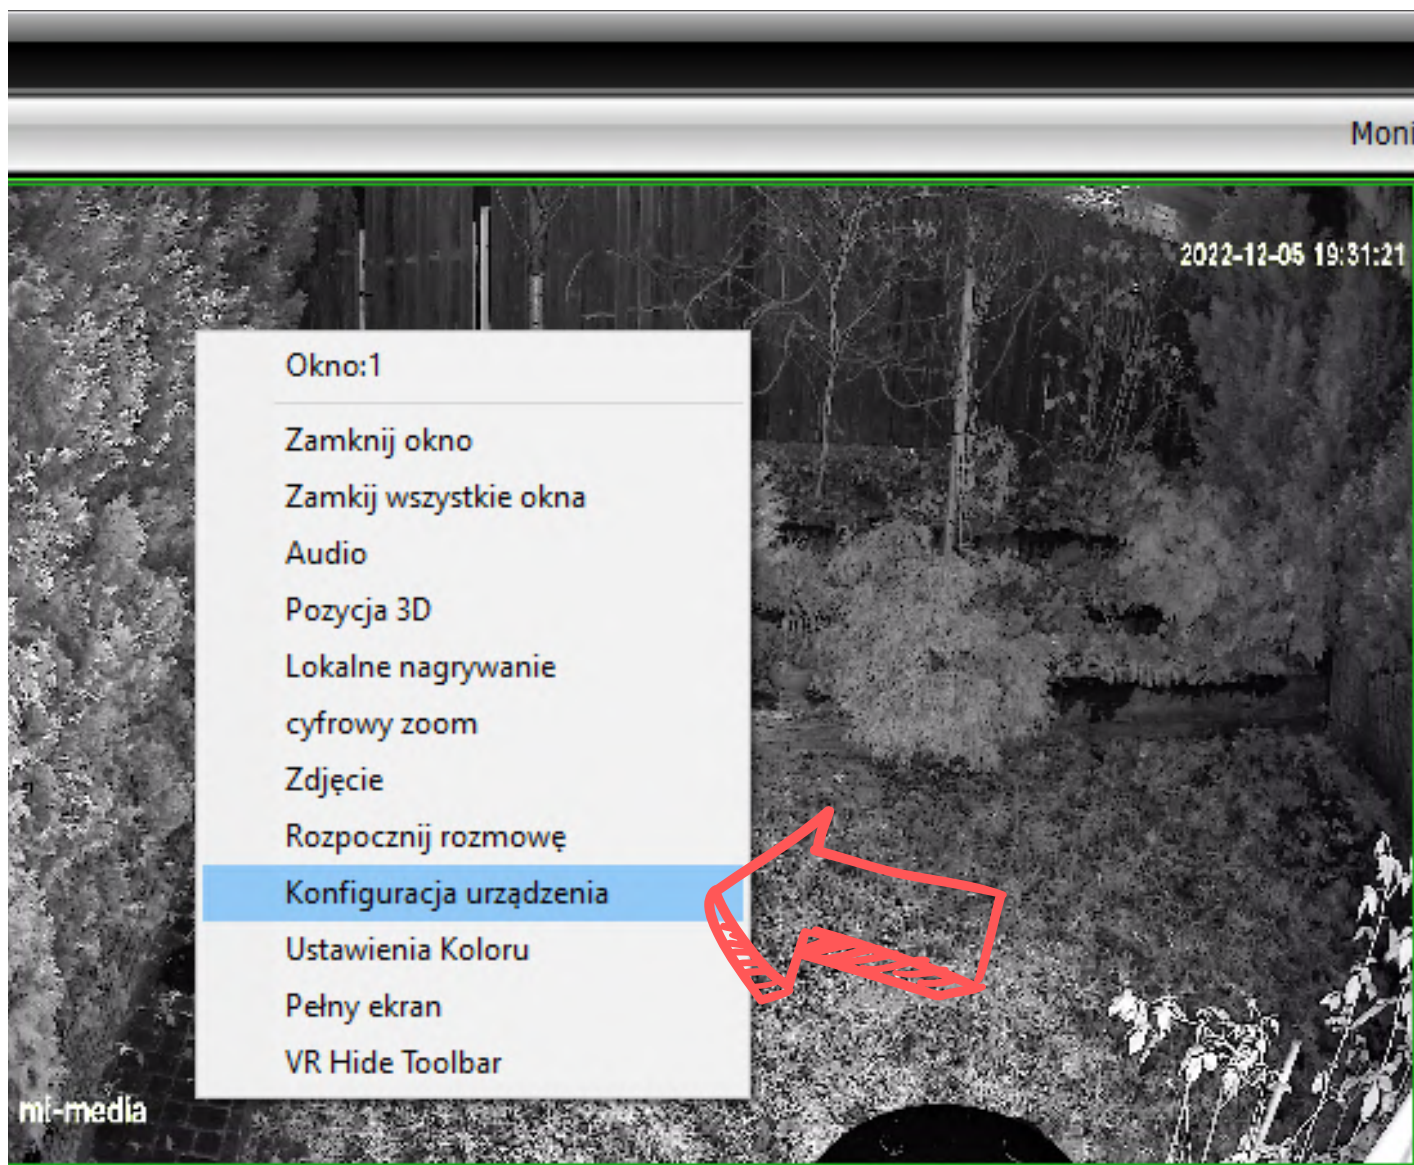 Moni
2022-12-05 19:31:21
Okno:1
Zamknij okno
Zamkij wszystkie okna
Audio
Pozycja 3D
Lokalne nagrywanie
cyfrowy zoom
Zdjęcie
Rozpocznij rozmowę
Konfiguracja urządzenia
Ustawienia Koloru
Pełny ekran
VR Hide Toolbar
mi-media